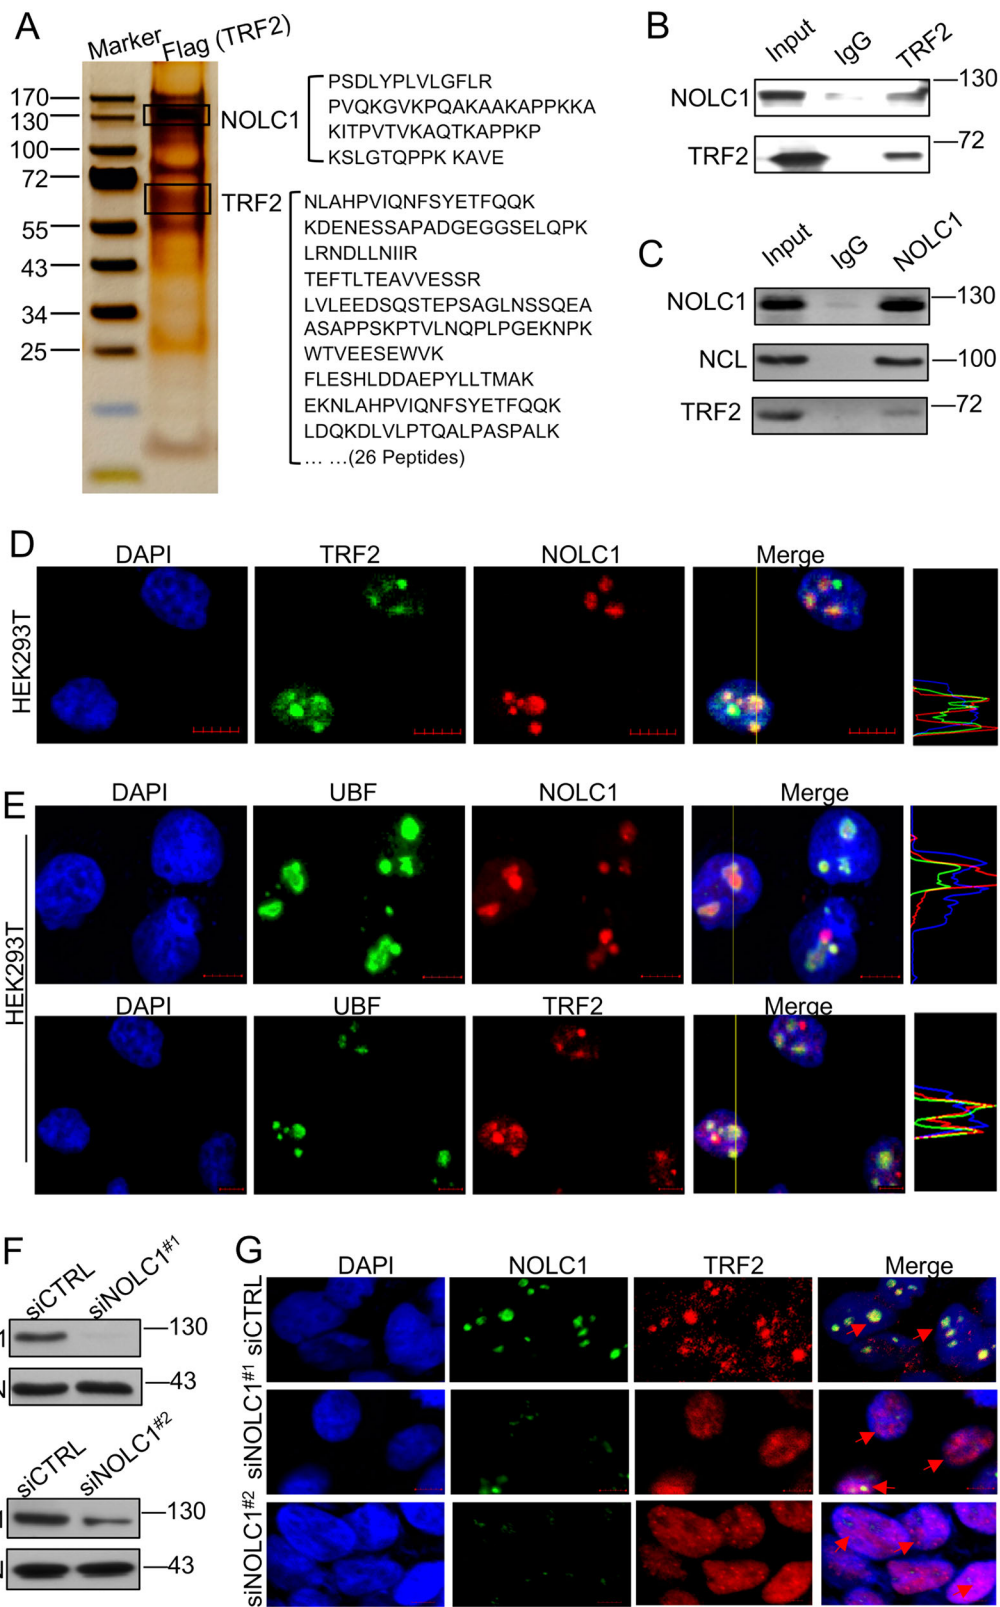 A
Marker
Flag (TRF2)
170
130
100
72
55
43
34
25
NOLC1
PSDLYPLVLGFLR
PVQKGVKPQAKAAKAPPKKA
KITPVTVKAQTKAPPKP
KSLGTQPPK KAVE
TRF2
NLAHPVIQNFSYETFQQK
KDENESSAPADGEGGSELQPK
LRNDLLNIIR
TEFTLTEAVVESSR
LVLEEDSQSTEPSAGLNSSQEA
ASAPPSKPTVLNQPLPGEKNPK
WTVEESEWVK
FLESHLDDAEPYLLTMAK
EKNLAHPVIQNFSYETFQQK
LDQKDLVLPTQALPASPALK
... ...(26 Peptides)
B
Input IgG TRF2
NOLC1 130
TRF2 72
C
Input IgG NOLC1
NOLC1 130
NCL 100
TRF2 72
D
DAPI TRF2 NOLC1 Merge
HEK293T
E
DAPI UBF NOLC1 Merge
HEK293T
DAPI UBF TRF2 Merge
F
siCTRL siNOLC1#1
130
43
siCTRL siNOLC1#2
130
43
G
DAPI NOLC1 TRF2 Merge
siCTRL
siNOLC1#1
siNOLC1#2